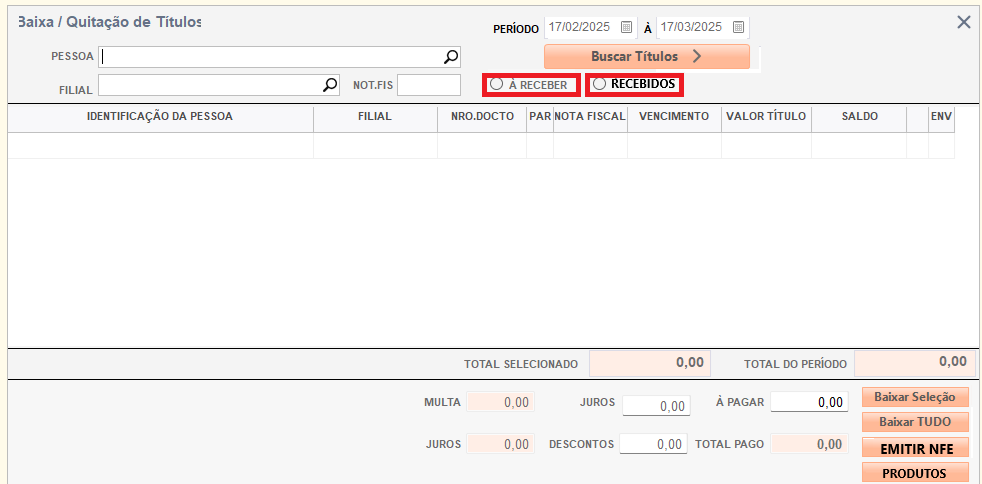 Baixa / Quitação de Títulos
PERÍODO 17/02/2025 À 17/03/2025
PESSOA
Buscar Títulos
FILIAL NOT.FIS À RECEBER RECEBIDOS
IDENTIFICAÇÃO DA PESSOA FILIAL NRO.DOCTO PAR NOTA FISCAL VENCIMENTO VALOR TÍTULO SALDO ENV
TOTAL SELECIONADO 0,00 TOTAL DO PERÍODO 0,00
MULTA 0,00 JUROS 0,00 À PAGAR 0,00 Baixar Seleção
Baixar TUDO
JUROS 0,00 DESCONTOS 0,00 TOTAL PAGO 0,00 EMITIR NFE
PRODUTOS